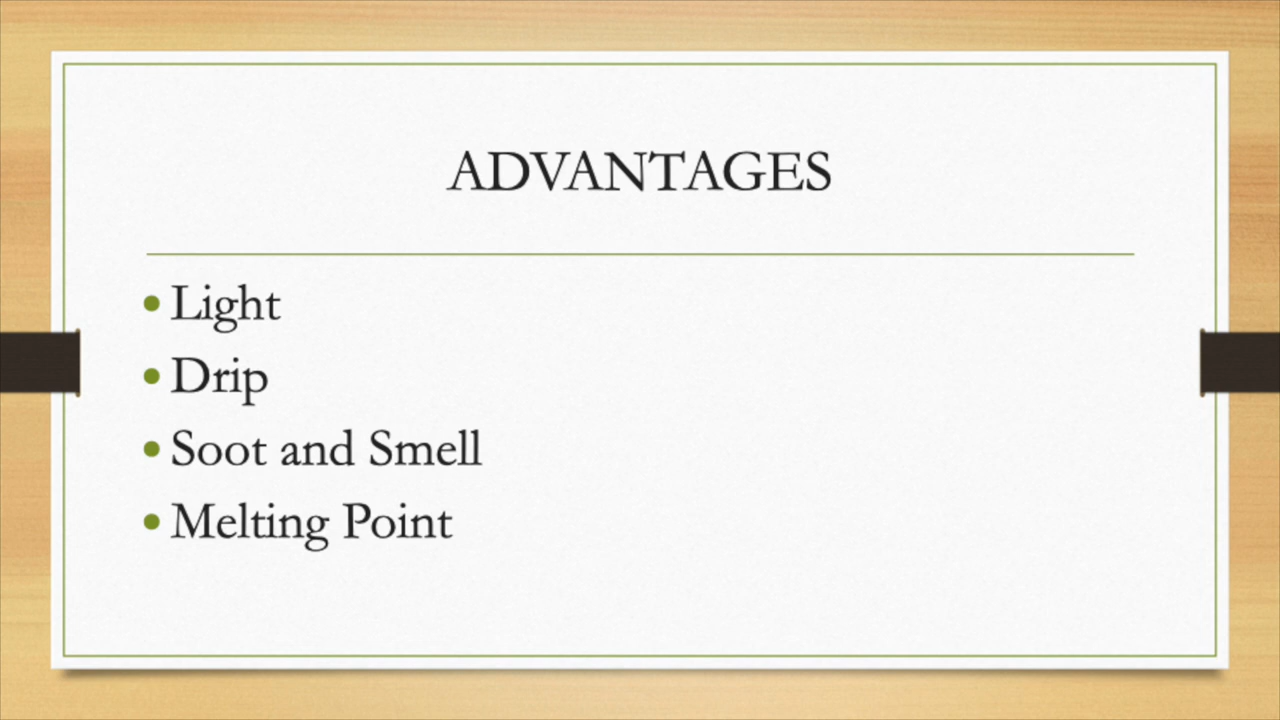 ADVANTAGES
• Light
• Drip
• Soot and Smell
• Melting Point